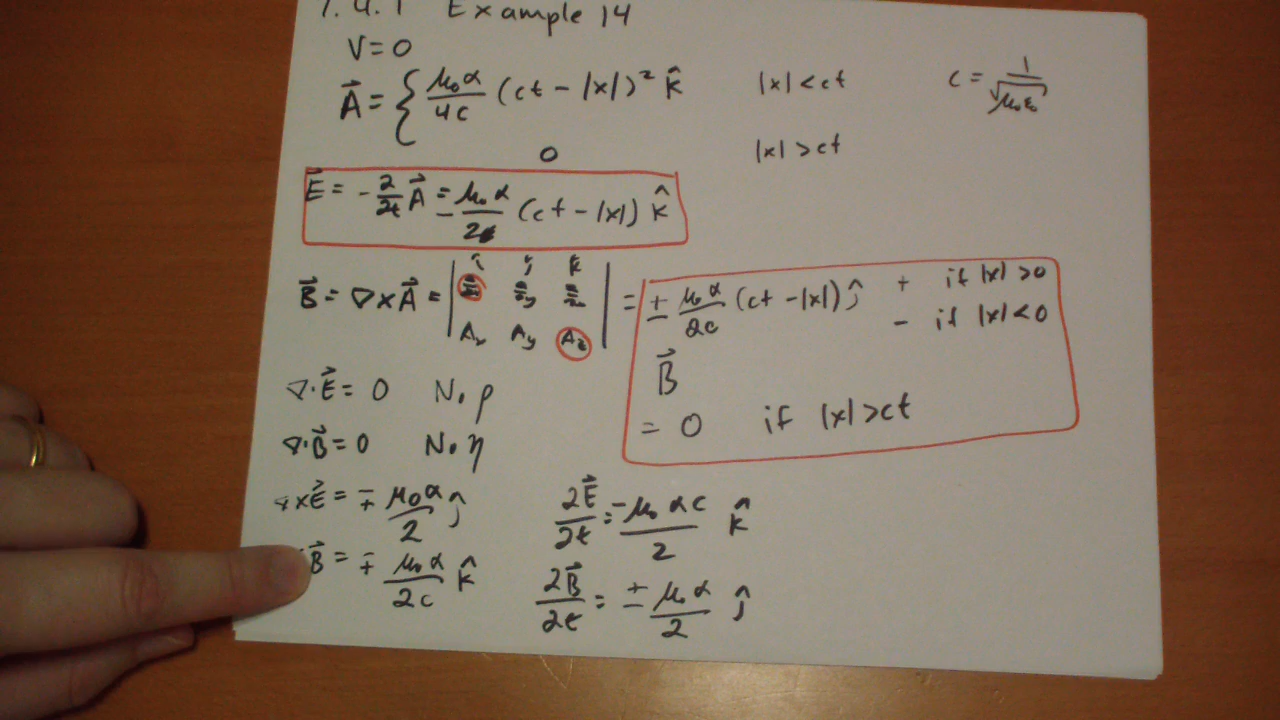 7.4.1 Example 14
V=0
A⃗ = { μ₀α/4c (ct - |x|)² k̂ |x| < ct c = 1/√μ₀ε₀
0 |x| > ct
E⃗ = - ∂/∂t A⃗ = - μ₀α/2 (ct - |x|) k̂
î ĵ k̂
B⃗ = ∇×A⃗ = | ∂/∂x ∂/∂y ∂/∂z | = ± μ₀α/2c (ct - |x|) ĵ + if |x| > 0
- if |x| < 0
Ax Ay Az
B⃗
= 0 if |x| > ct
∇·E⃗ = 0 No ρ
∇·B⃗ = 0 No η
∇×E⃗ = ∓ μ₀α/2 ĵ ∂E⃗/∂t = - μ₀αc/2 k̂
B⃗ = ∓ μ₀α/2c k̂ ∂B⃗/∂t = ± μ₀α/2 ĵ